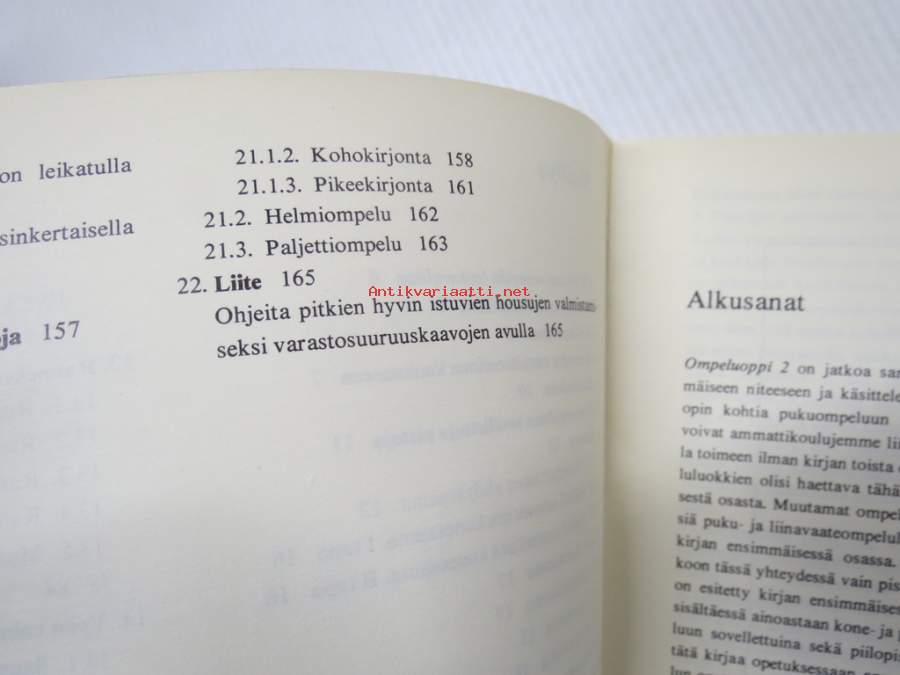 on leikatulla
sinkertaisella
ja 157
21.1.2. Kohokirjonta 158
21.1.3. Pikeekirjonta 161
21.2. Helmiompelu 162
21.3. Paljettiompelu 163
22. Liite 165
Antikvariaatti.net
Ohjeita pitkien hyvin istuvien housujen valmistami-
seksi varastosuuruuskaavojen avulla 165
Alkusanat
Ompeluoppi 2 on jatkoa sam
mäiseen niteeseen ja käsittele
opin kohtia pukuompeluun
voivat ammattikoulujemme lii
la toimeen ilman kirjan toista
luluokkien olisi haettava tähä
sestä osasta. Muutamat ompel
siä puku- ja liinavaateompelul
kirjan ensimmäisessä osassa.
koon tässä yhteydessä vain pis
on esitetty kirjan ensimmäises
sisältäessä ainoastaan kone- ja
luun sovellettuina sekä piilopis
tätä kirjaa opetuksessaan